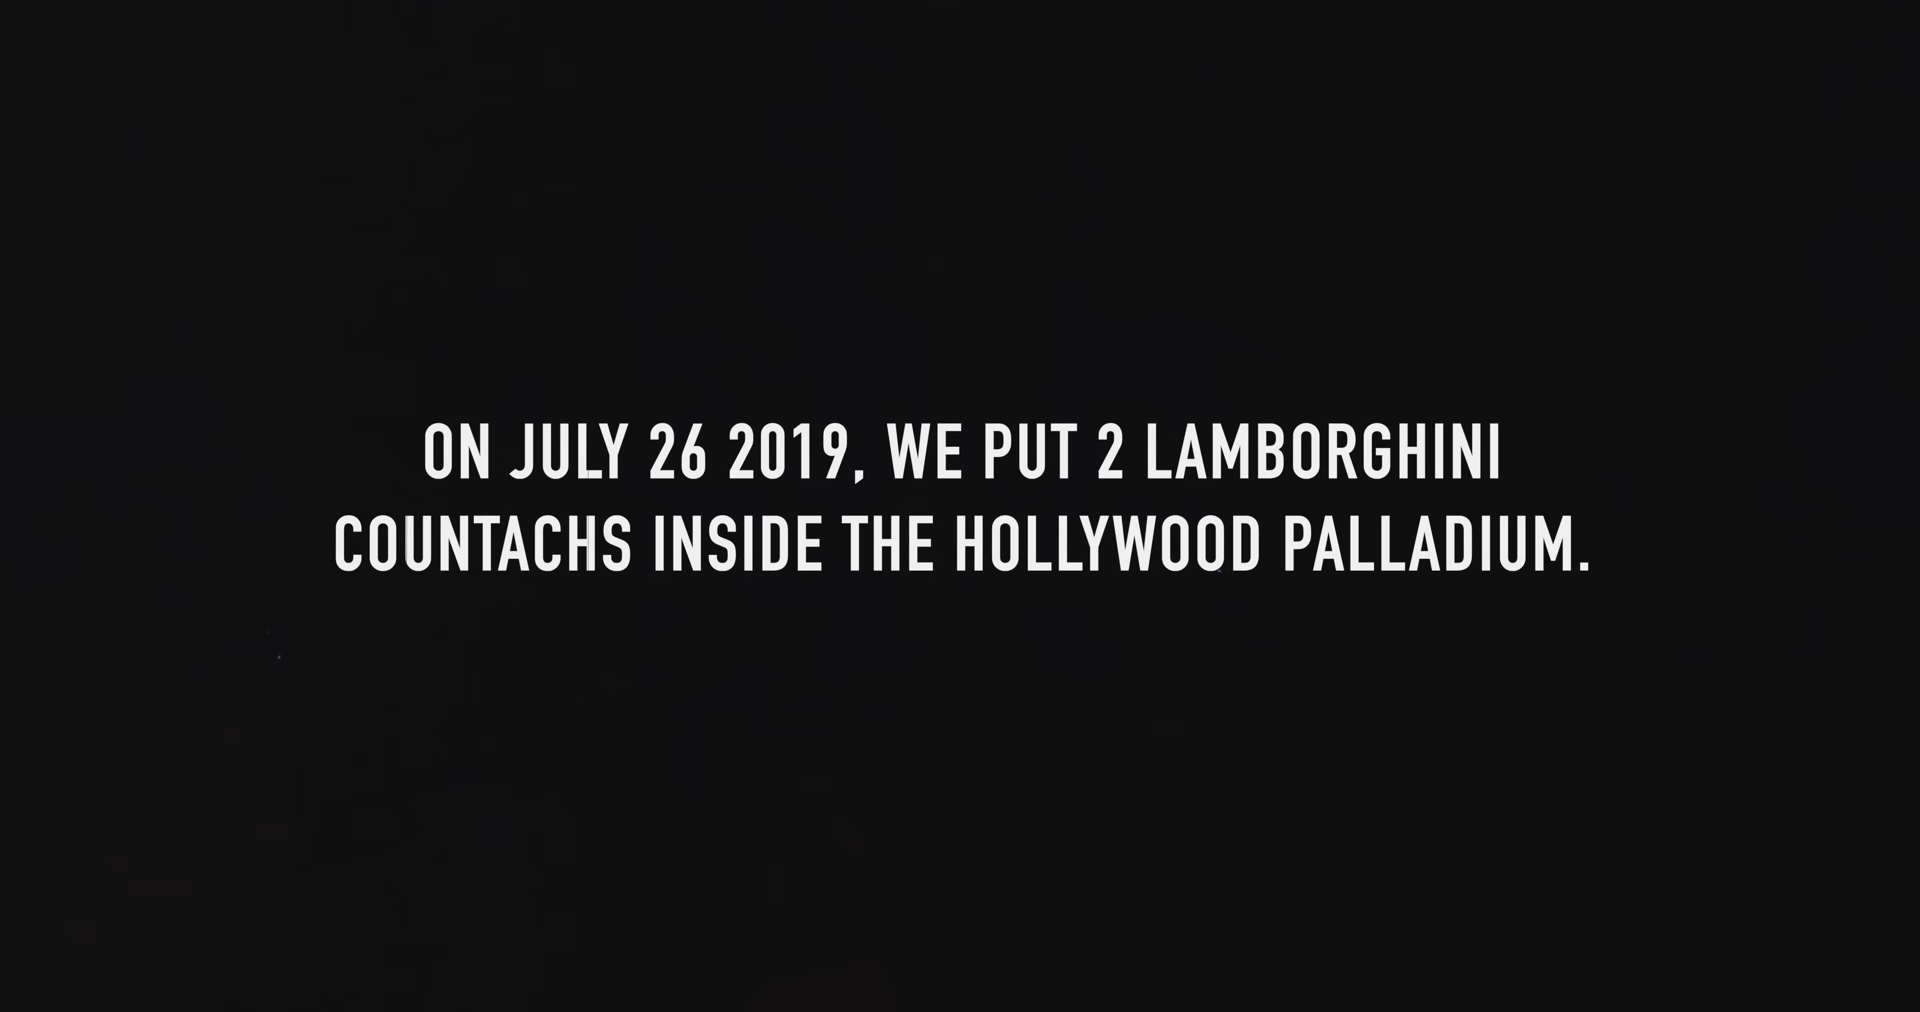 ON JULY 26 2019, WE PUT 2 LAMBORGHINI
COUNTACHS INSIDE THE HOLLYWOOD PALLADIUM.